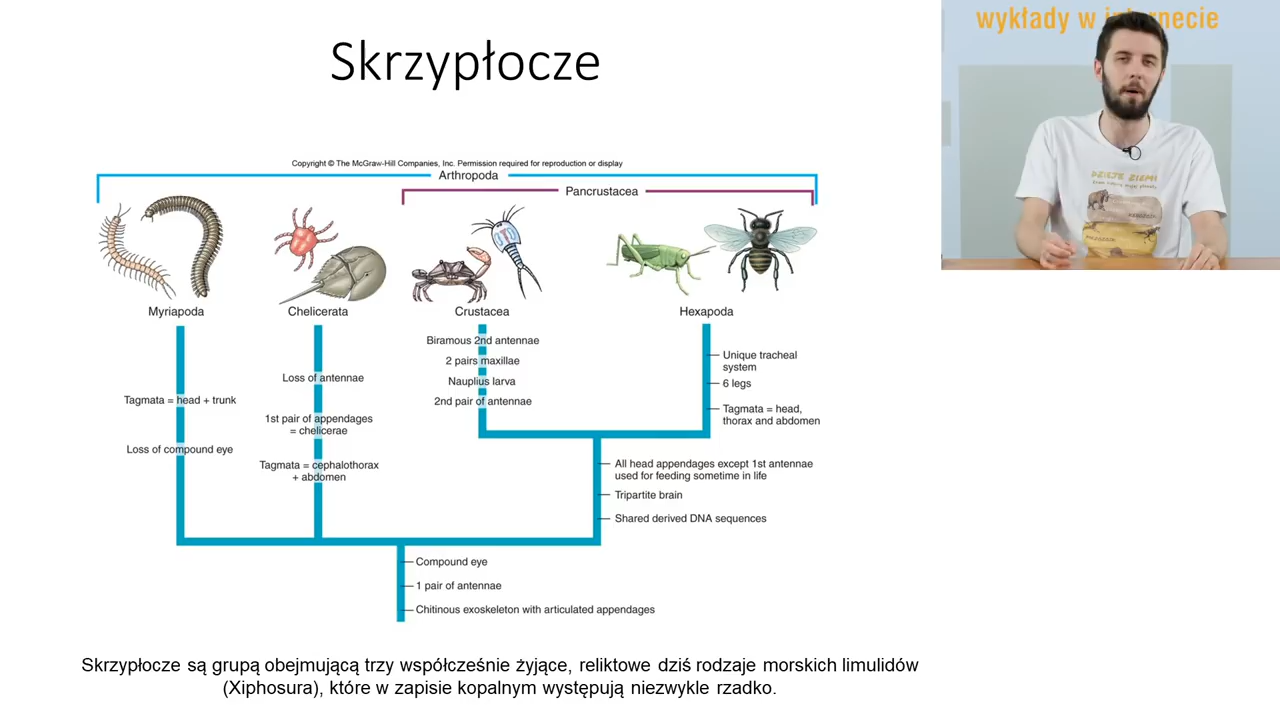 Skrzypłocze
wykłady w internecie
Copyright © The McGraw-Hill Companies, Inc. Permission required for reproduction or display
Arthropoda
Pancrustacea
Myriapoda
Chelicerata
Crustacea
Hexapoda
Tagmata = head + trunk
Loss of compound eye
Loss of antennae
1st pair of appendages
= chelicerae
Tagmata = cephalothorax
+ abdomen
Biramous 2nd antennae
2 pairs maxillae
Nauplius larva
2nd pair of antennae
Unique tracheal
system
6 legs
Tagmata = head,
thorax and abdomen
All head appendages except 1st antennae
used for feeding sometime in life
Tripartite brain
Shared derived DNA sequences
Compound eye
1 pair of antennae
Chitinous exoskeleton with articulated appendages
DZIEJE ZIEMI
Skrzypłocze są grupą obejmującą trzy współcześnie żyjące, reliktowe dziś rodzaje morskich limulidów
(Xiphosura), które w zapisie kopalnym występują niezwykle rzadko.